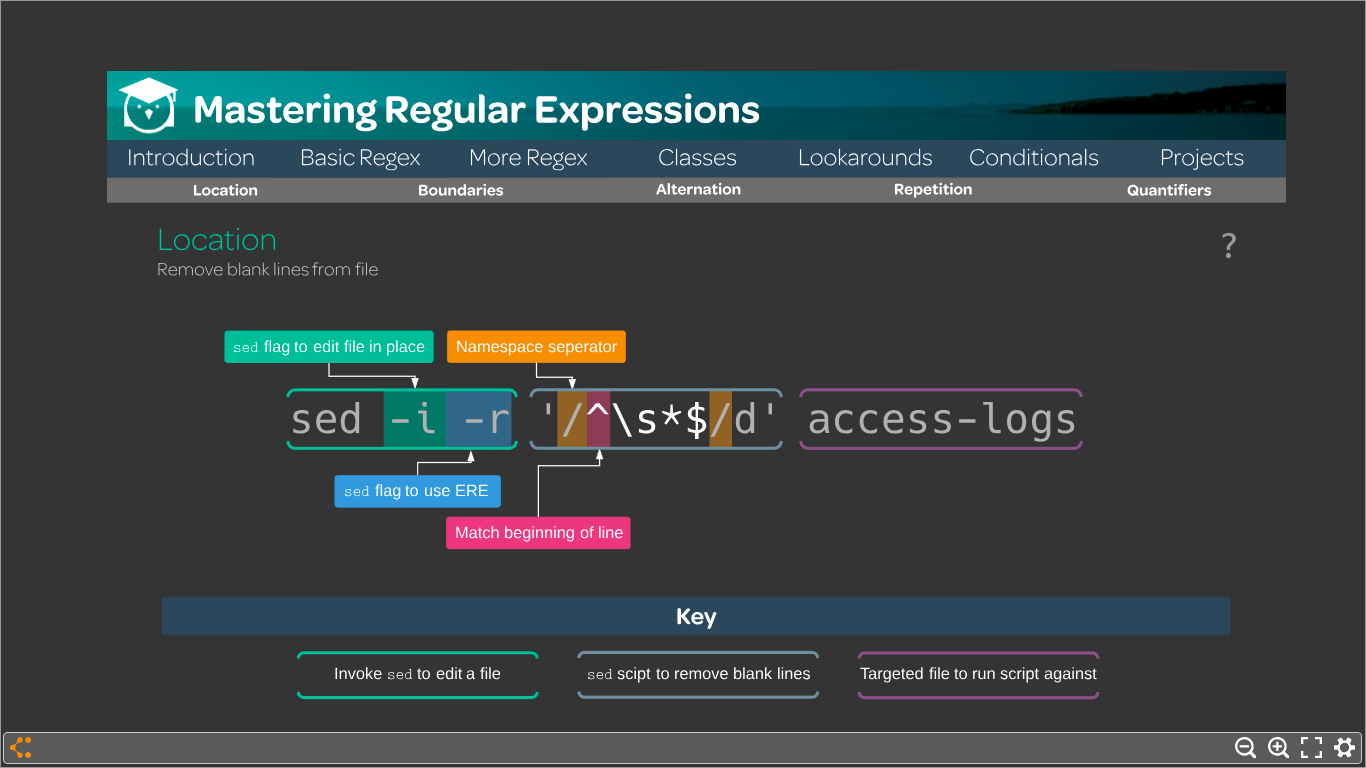 Mastering Regular Expressions
Introduction Basic Regex More Regex Classes Lookarounds Conditionals Projects
Location Boundaries Alternation Repetition Quantifiers
Location
?
Remove blank lines from file
sed flag to edit file in place
Namespace seperator
sed -i -r '/^\s*$/d' access-logs
sed flag to use ERE
Match beginning of line
Key
Invoke sed to edit a file
sed scipt to remove blank lines
Targeted file to run script against